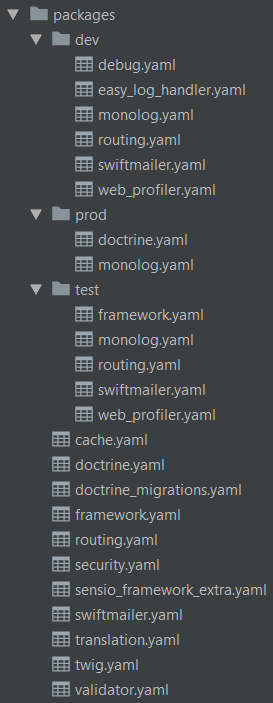 packages
dev
debug.yaml
easy_log_handler.yaml
monolog.yaml
routing.yaml
swiftmailer.yaml
web_profiler.yaml
prod
doctrine.yaml
monolog.yaml
test
framework.yaml
monolog.yaml
routing.yaml
swiftmailer.yaml
web_profiler.yaml
cache.yaml
doctrine.yaml
doctrine_migrations.yaml
framework.yaml
routing.yaml
security.yaml
sensio_framework_extra.yaml
swiftmailer.yaml
translation.yaml
twig.yaml
validator.yaml